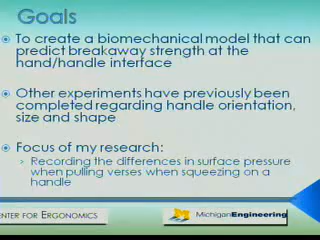 Goals
To create a biomechanical model that can
predict breakaway strength at the
hand/handle interface
Other experiments have previously been
completed regarding handle orientation,
size and shape
Focus of my research:
Recording the differences in surface pressure
when pulling verses when squeezing on a
handle
ENTER FOR ERGONOMICS
MichiganEngineering